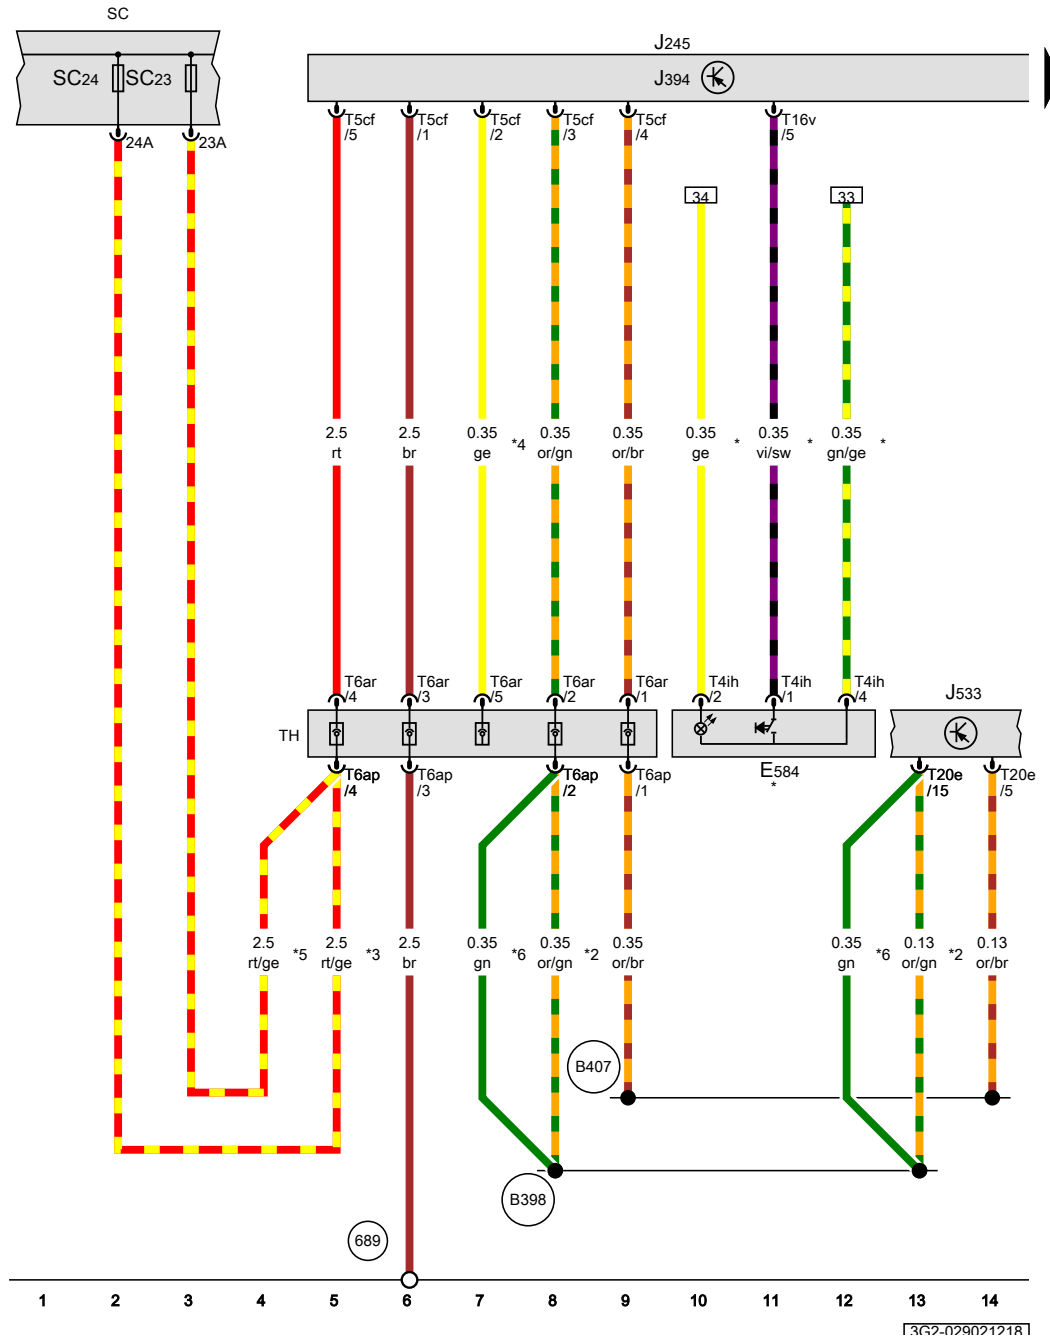 SC
J245
SC24
SC23
J394
24A
23A
T5cf
/5
T5cf
/1
T5cf
/2
T5cf
/3
T5cf
/4
T16v
/5
34
33
2.5
rt
2.5
br
0.35
ge
*4
0.35
or/gn
0.35
or/br
0.35
ge
*
0.35
vi/sw
*
0.35
gn/ge
*
T6ar
/4
T6ar
/3
T6ar
/5
T6ar
/2
T6ar
/1
T4ih
/2
T4ih
/1
T4ih
/4
J533
TH
E584
*
T6ap
/4
T6ap
/3
T6ap
/2
T6ap
/1
T20e
/15
T20e
/5
2.5
rt/ge
*5
2.5
rt/ge
*3
2.5
br
0.35
gn
*6
0.35
or/gn
*2
0.35
or/br
0.35
gn
*6
0.13
or/gn
*2
0.13
or/br
B407
B398
689
1 2 3 4 5 6 7 8 9 10 11 12 13 14
3G2-029021218